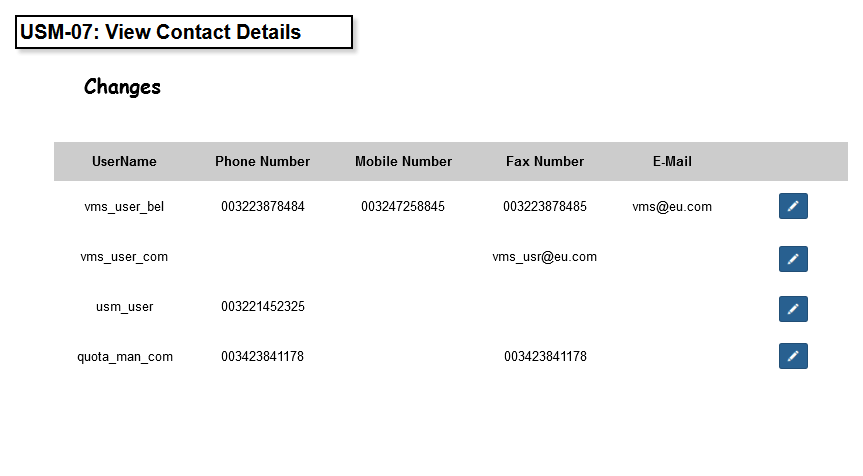 USM-07: View Contact Details
Changes
UserName Phone Number Mobile Number Fax Number E-Mail
vms_user_bel 003223878484 003247258845 003223878485 vms@eu.com
vms_user_com vms_usr@eu.com
usm_user 003221452325
quota_man_com 003423841178 003423841178